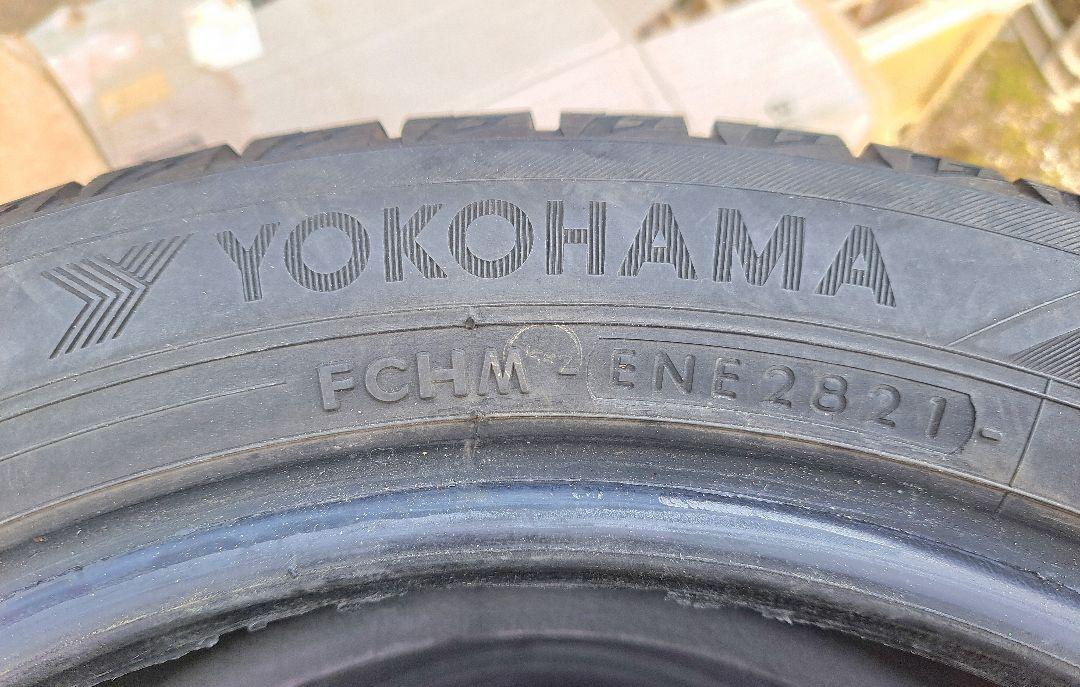 YOKOHAMA
FCHM ENE2821-